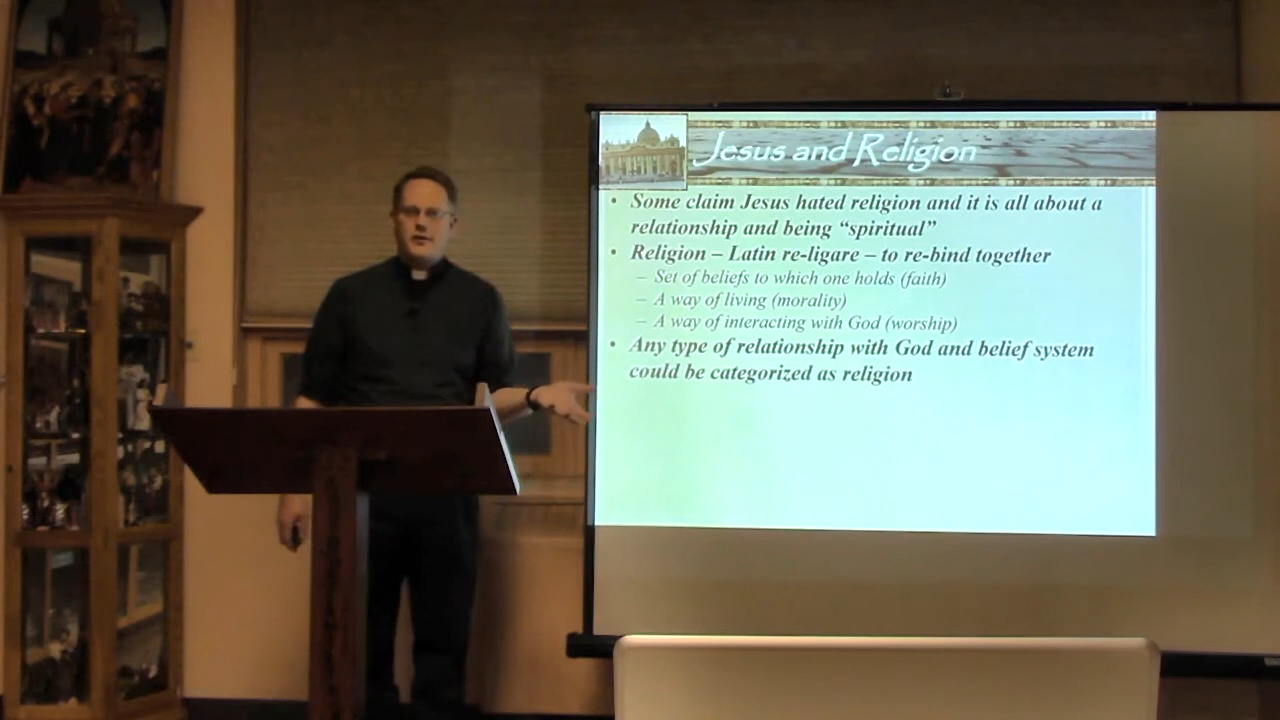 Jesus and Religion
• Some claim Jesus hated religion and it is all about a
relationship and being “spiritual”
• Religion – Latin re-ligare – to re-bind together
– Set of beliefs to which one holds (faith)
– A way of living (morality)
– A way of interacting with God (worship)
• Any type of relationship with God and belief system
could be categorized as religion